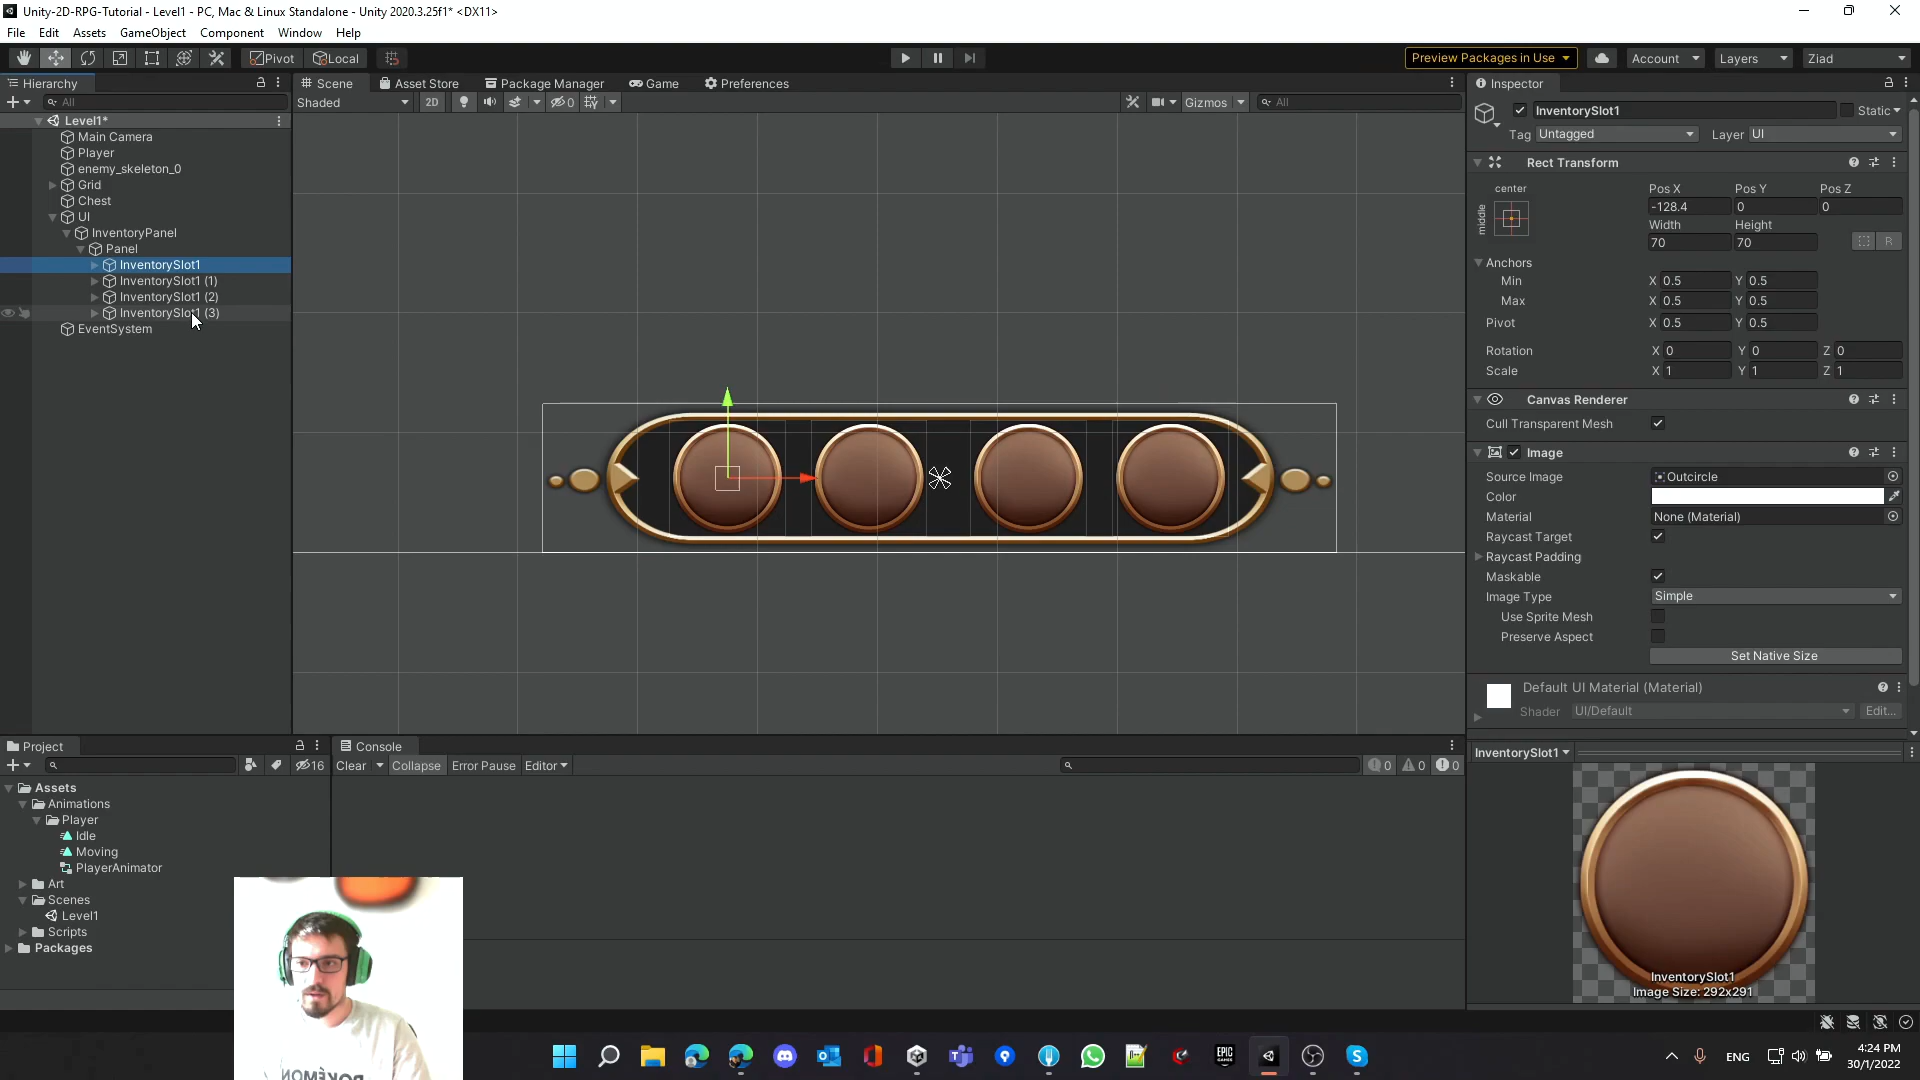 Unity-2D-RPG-Tutorial - Level1 - PC, Mac & Linux Standalone - Unity 2020.3.25f1* <DX11>
File Edit Assets GameObject Component Window Help
Pivot Local Preview Packages in Use Account Layers Ziad
Hierarchy
All
Level1*
Main Camera
Player
enemy_skeleton_0
Grid
Chest
UI
InventoryPanel
Panel
InventorySlot1
InventorySlot1 (1)
InventorySlot1 (2)
InventorySlot1 (3)
EventSystem
Scene Asset Store Package Manager Game Preferences
Shaded 2D 0 Gizmos All
Inspector
InventorySlot1 Static
Tag Untagged Layer UI
Rect Transform
center
middle
Pos X Pos Y Pos Z
-128.4 0 0
Width Height
70 70 R
Anchors
Min X 0.5 Y 0.5
Max X 0.5 Y 0.5
Pivot X 0.5 Y 0.5
Rotation X 0 Y 0 Z 0
Scale X 1 Y 1 Z 1
Canvas Renderer
Cull Transparent Mesh
Image
Source Image Outcircle
Color
Material None (Material)
Raycast Target
Raycast Padding
Maskable
Image Type Simple
Use Sprite Mesh
Preserve Aspect
Set Native Size
Default UI Material (Material)
Shader UI/Default Edit...
InventorySlot1
InventorySlot1
Image Size: 292x291
Project
16
Assets
Animations
Player
Idle
Moving
PlayerAnimator
Art
Scenes
Level1
Scripts
Packages
Console
Clear Collapse Error Pause Editor 0 0 0
EPIC GAMES
ENG
4:24 PM
30/1/2022